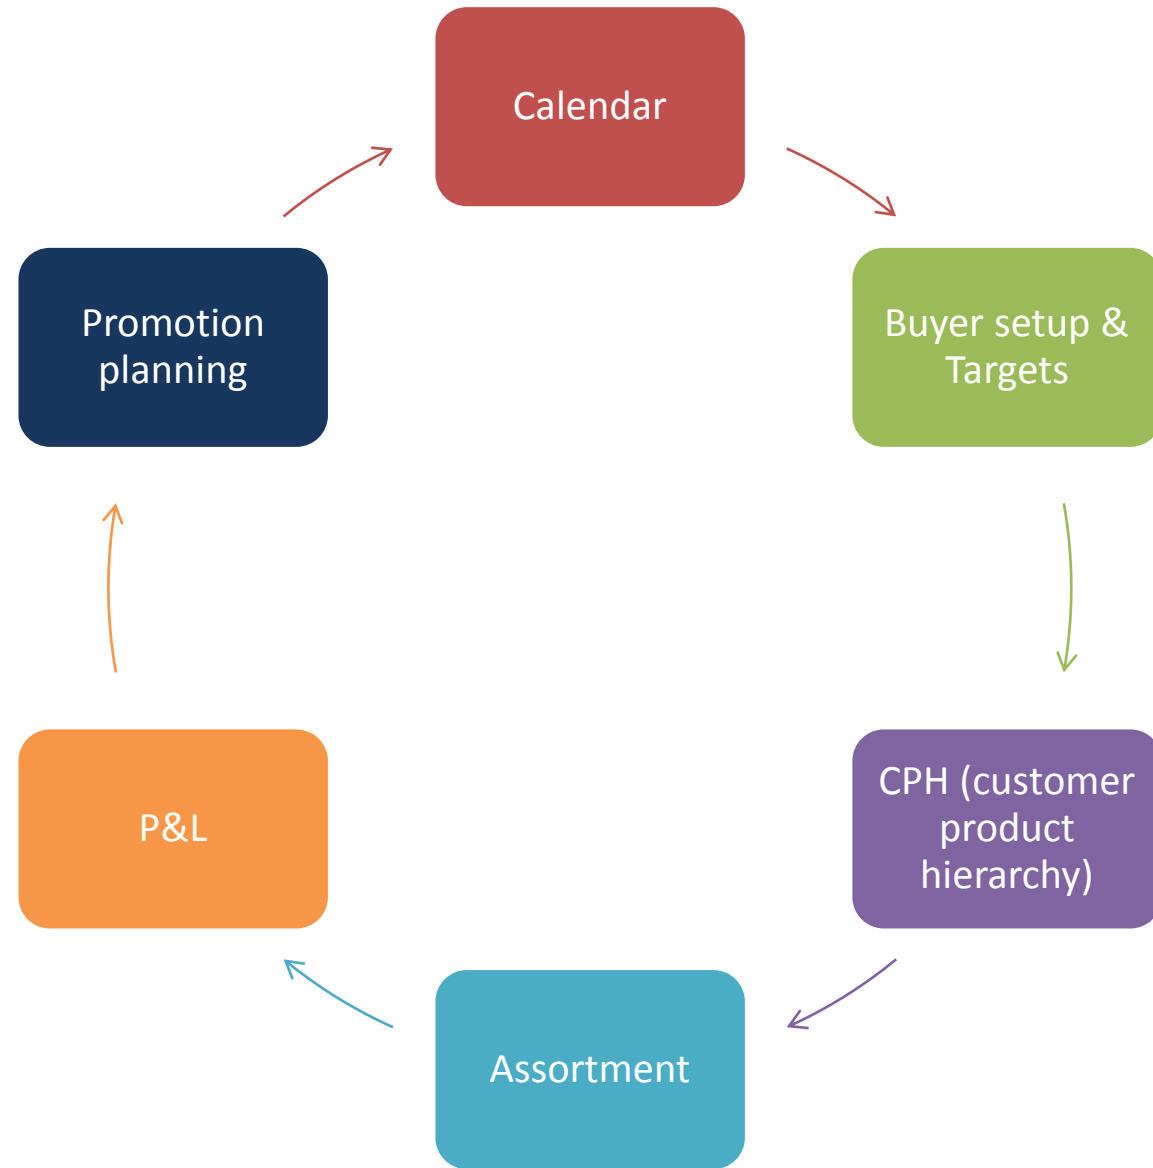 Calendar
Buyer setup &
Targets
CPH (customer
product
hierarchy)
Assortment
P&L
Promotion
planning